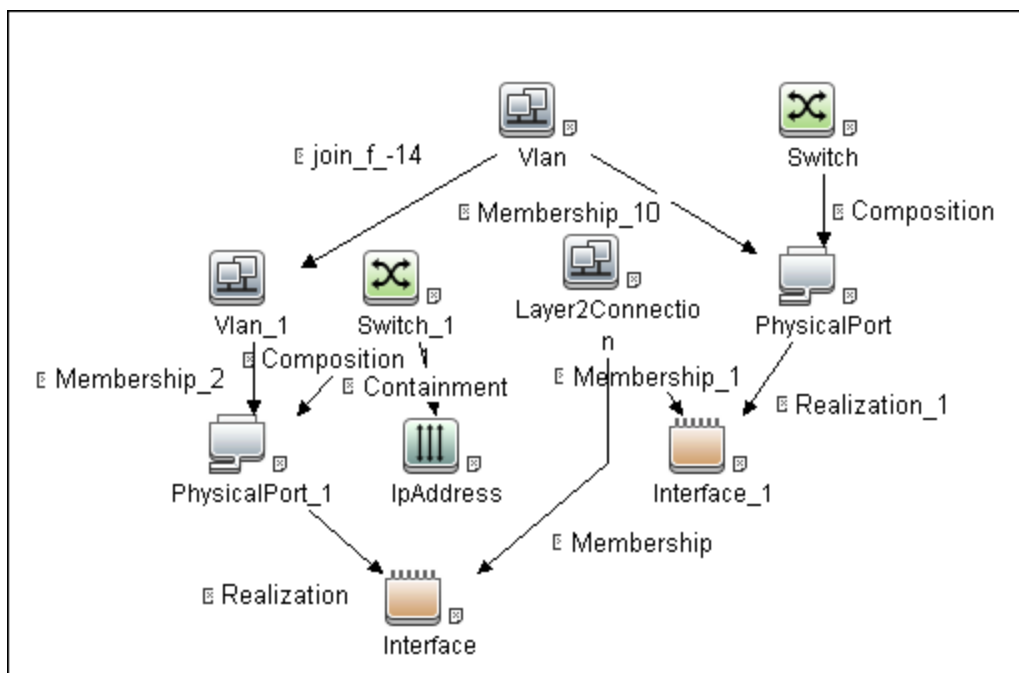 join_f_-14
Vlan
Switch
Membership_10
Composition
Vlan_1
Switch_1
Layer2Connectio
n
PhysicalPort
Composition
Membership_2
Containment
Membership_1
Realization_1
PhysicalPort_1
IpAddress
Interface_1
Membership
Realization
Interface